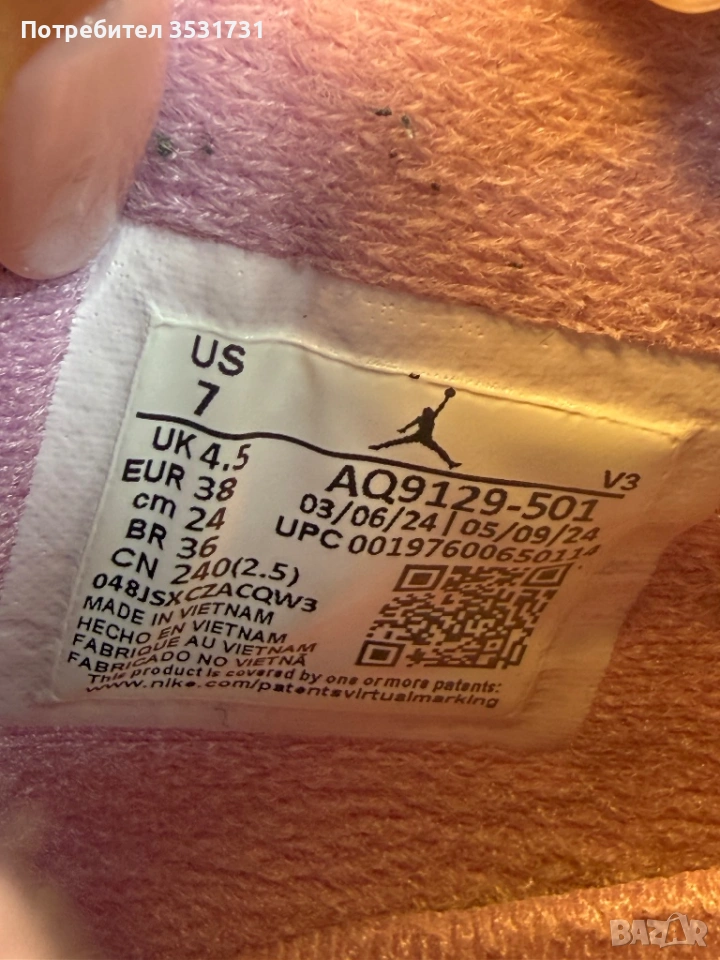 Потребител 3531731
US
7
UK 4.5
EUR 38
cm 24
BR 36
CN 240(2.5)
048JSXCZACQW3
MADE IN VIETNAM
HECHO EN VIETNAM
FABRIQUE AU VIETNAM
FABRICADO NO VIETNÃ
This product is covered by one or more patents:
www.nike.com/patentsvirtualmarking
V3
AQ9129-501
03/06/24 | 05/09/24
UPC 00197600650114
BAZAR